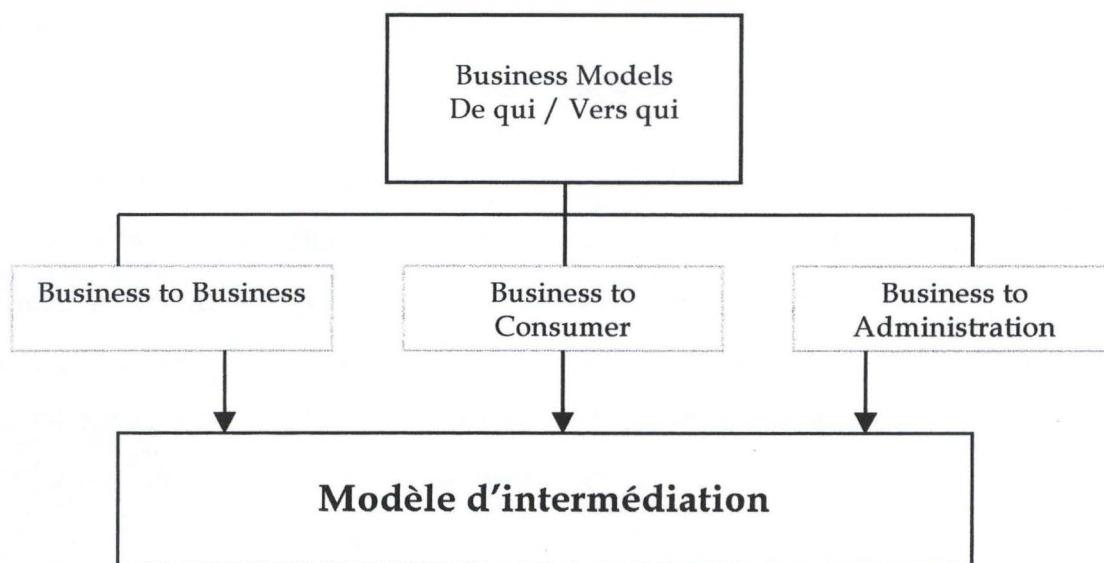 Business Models
De qui / Vers qui
Business to Business
Business to
Consumer
Business to
Administration
Modèle d'intermédiation